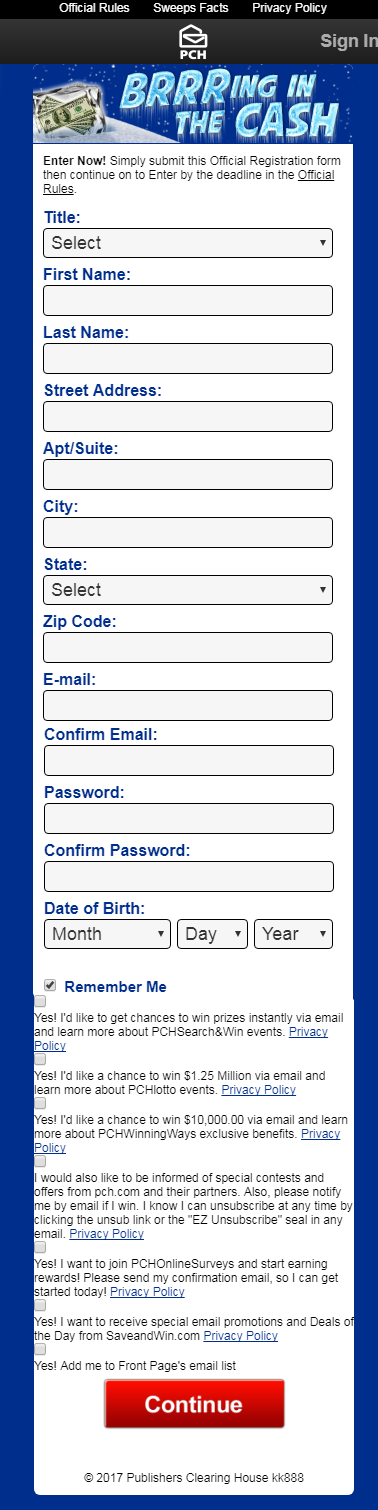 Official Rules Sweeps Facts Privacy Policy
PCH
Sign In
BRRRING IN
THE CASH
Enter Now! Simply submit this Official Registration form
then continue on to Enter by the deadline in the Official
Rules.
Title:
Select
First Name:
Last Name:
Street Address:
Apt/Suite:
City:
State:
Select
Zip Code:
E-mail:
Confirm Email:
Password:
Confirm Password:
Date of Birth:
Month Day Year
Remember Me
Yes! I'd like to get chances to win prizes instantly via email
and learn more about PCHSearch&Win events. Privacy
Policy
Yes! I'd like a chance to win $1.25 Million via email and
learn more about PCHlotto events. Privacy Policy
Yes! I'd like a chance to win $10,000.00 via email and learn
more about PCHWinningWays exclusive benefits. Privacy
Policy
I would also like to be informed of special contests and
offers from pch.com and their partners. Also, please notify
me by email if I win. I know I can unsubscribe at any time by
clicking the unsub link or the "EZ Unsubscribe" seal in any
email. Privacy Policy
Yes! I want to join PCHOnlineSurveys and start earning
rewards! Please send my confirmation email, so I can get
started today! Privacy Policy
Yes! I want to receive special email promotions and Deals of
the Day from SaveandWin.com Privacy Policy
Yes! Add me to Front Page's email list
Continue
© 2017 Publishers Clearing House kk888